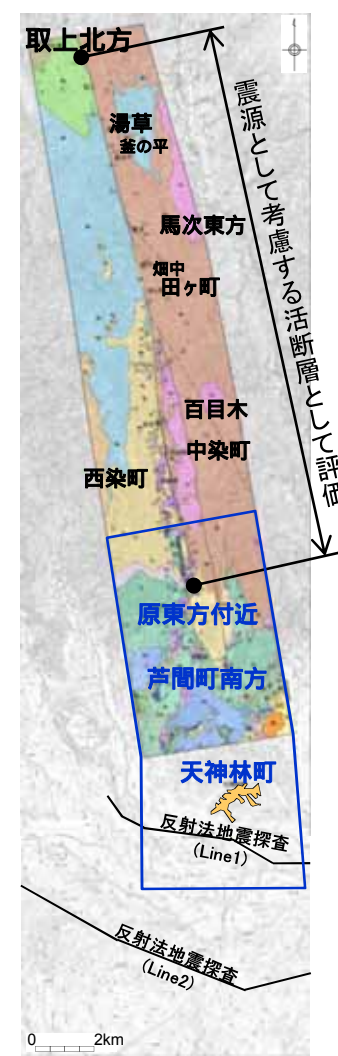 取上北方
湯草
釜の平
震源として考慮する活断層として評価
馬次東方
畑中
田ヶ町
百目木
中染町
西染町
原東方付近
芦間町南方
天神林町
反射法地震探査
(Line1)
反射法地震探査
(Line2)
0 2km